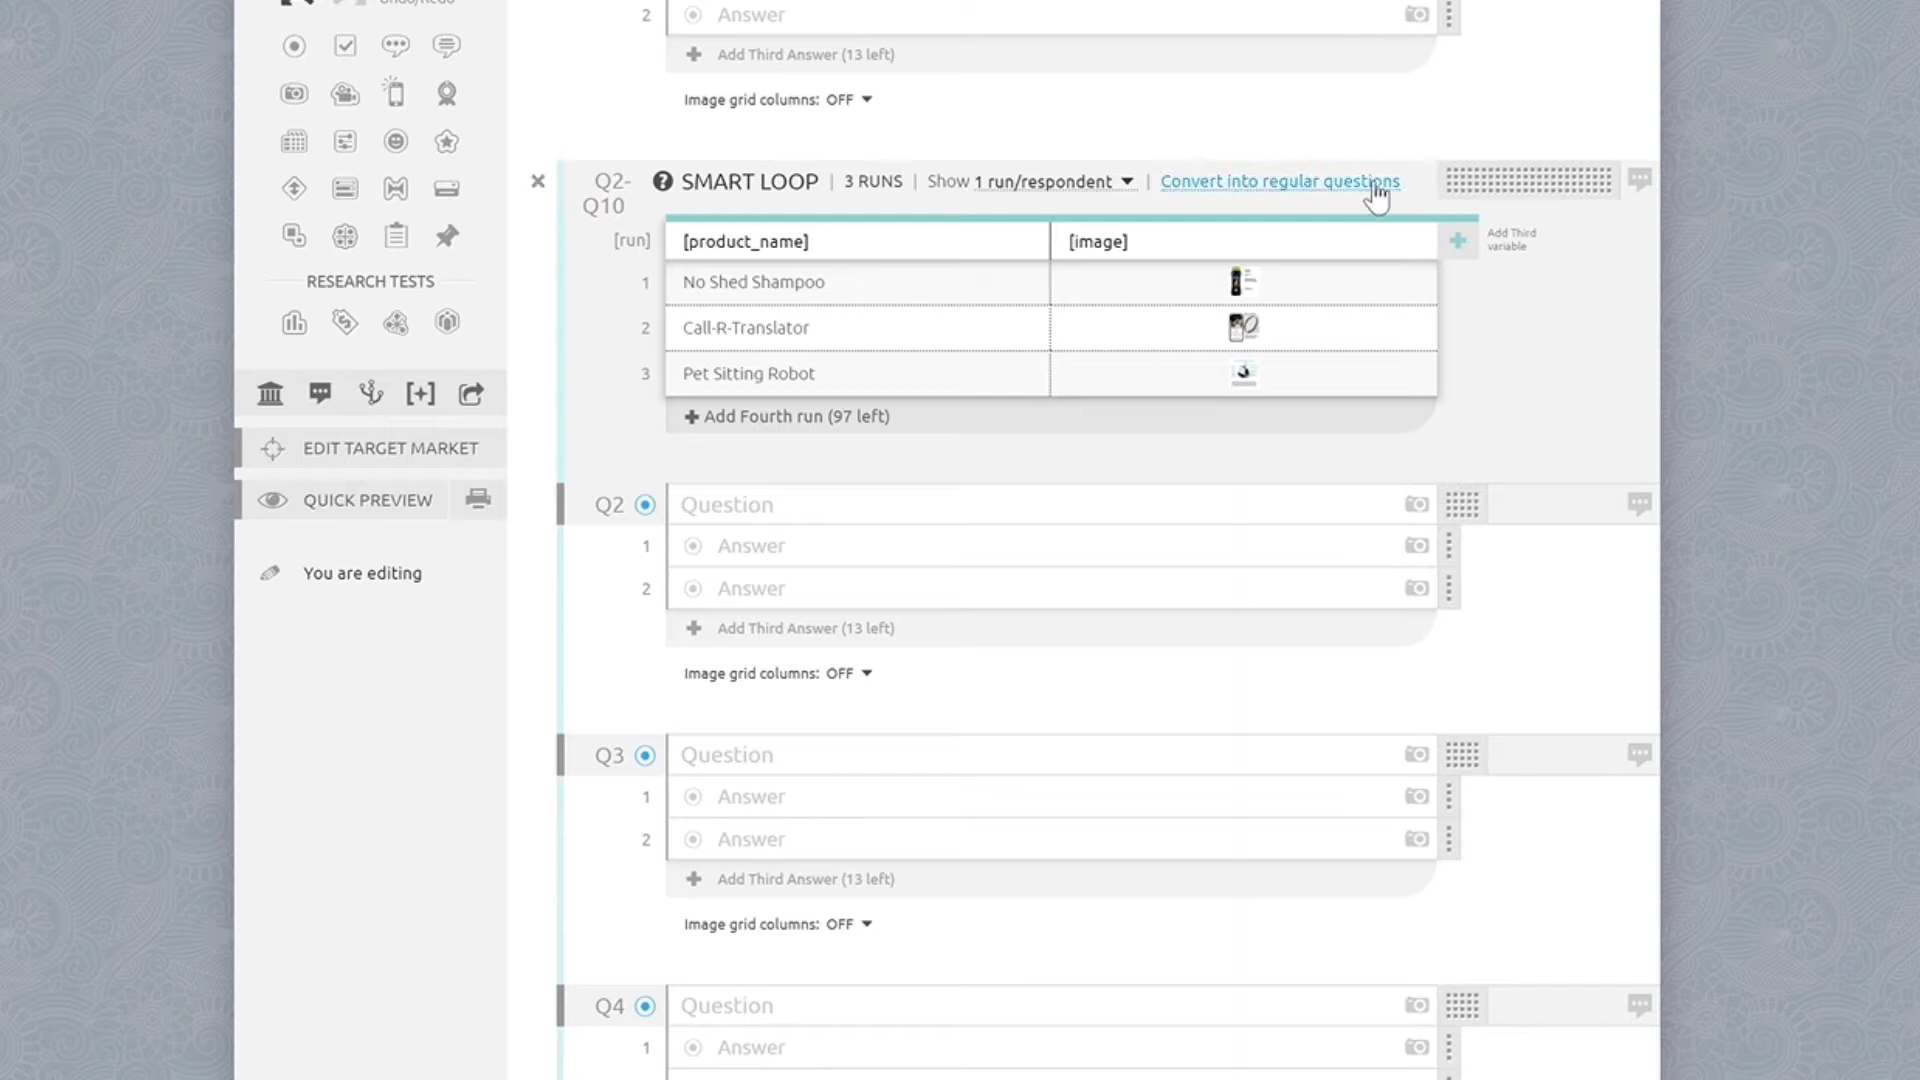 Undo/Redo
2 Answer
Add Third Answer (13 left)
Image grid columns: OFF
Q2-Q10 SMART LOOP | 3 RUNS | Show 1 run/respondent | Convert into regular questions
[run] [product_name] [image] Add Third variable
1 No Shed Shampoo
2 Call-R-Translator
3 Pet Sitting Robot
Add Fourth run (97 left)
RESEARCH TESTS
EDIT TARGET MARKET
QUICK PREVIEW
You are editing
Q2 Question
1 Answer
2 Answer
Add Third Answer (13 left)
Image grid columns: OFF
Q3 Question
1 Answer
2 Answer
Add Third Answer (13 left)
Image grid columns: OFF
Q4 Question
1 Answer